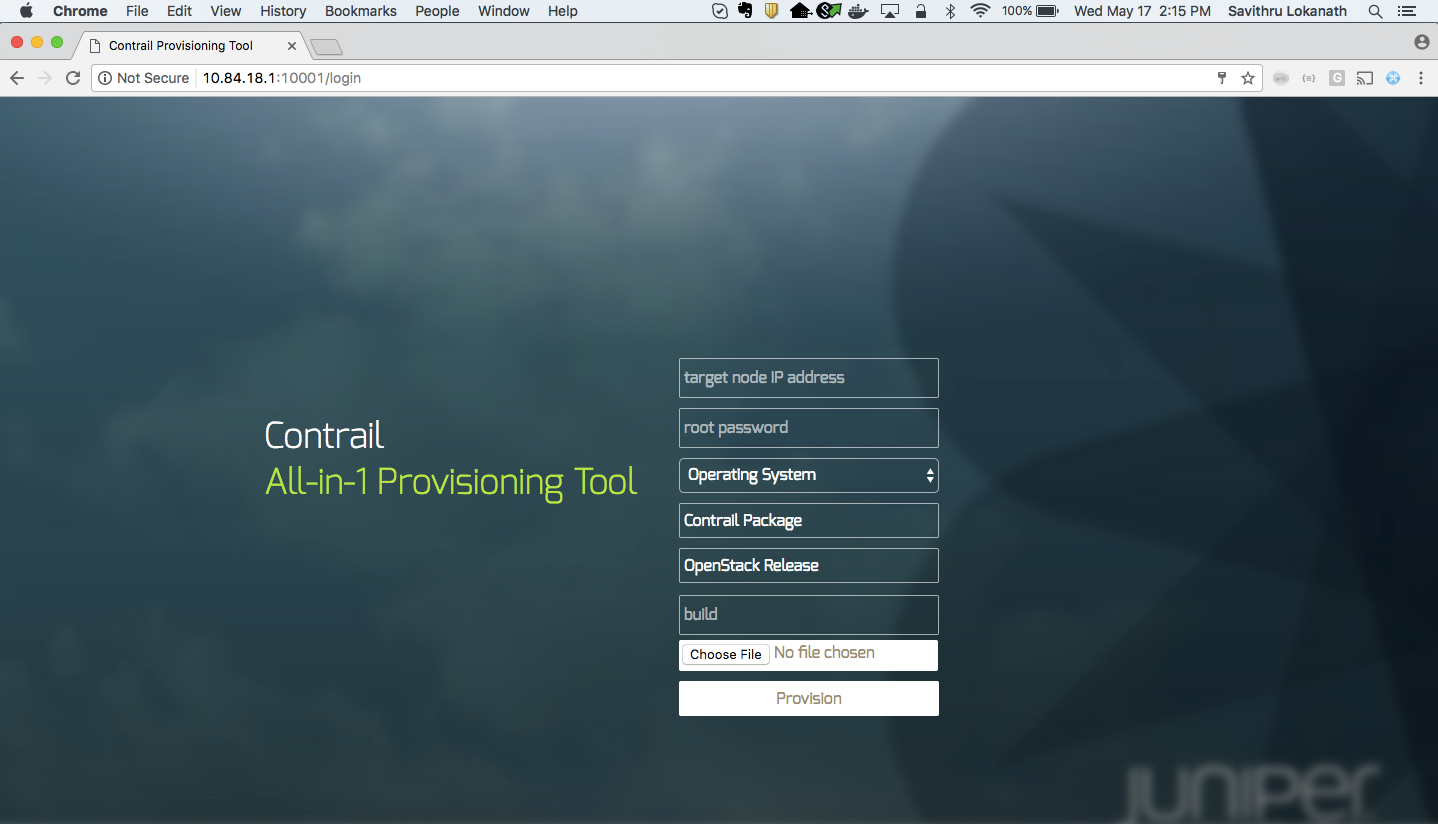 Chrome File Edit View History Bookmarks People Window Help 100% Wed May 17 2:15 PM Savithru Lokanath
Contrail Provisioning Tool
Not Secure 10.84.18.1:10001/login
target node IP address
root password
Contrail
All-in-1 Provisioning Tool
Operating System
Contrail Package
OpenStack Release
build
Choose File No file chosen
Provision
juniper